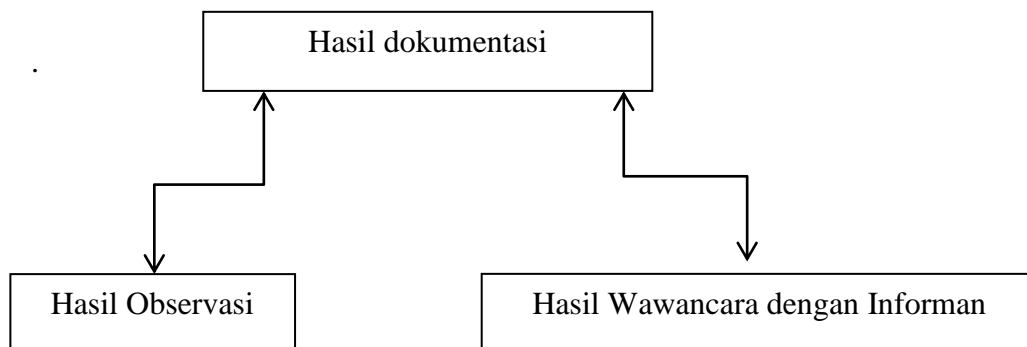 Hasil dokumentasi
.
Hasil Observasi
Hasil Wawancara dengan Informan